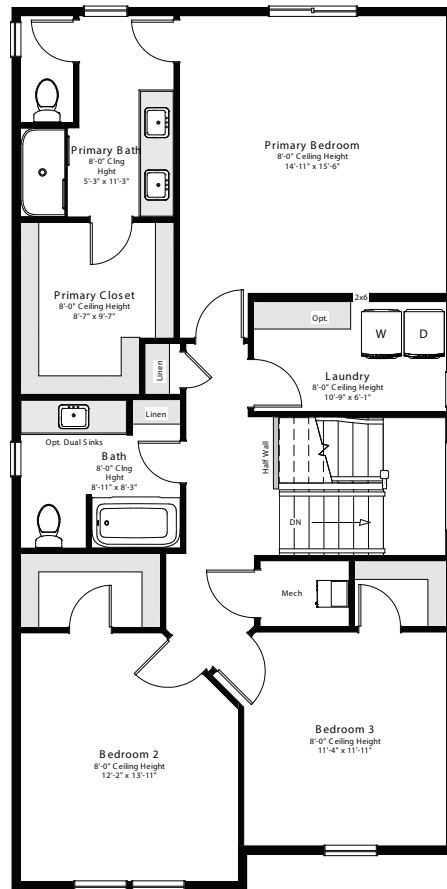 Primary Bath
8'-0" Clng
Hght
5'-3" x 11'-3"
Primary Bedroom
8'-0" Ceiling Height
14'-11" x 15'-6"
Primary Closet
8'-0" Ceiling Height
8'-7" x 9'-7"
2x6
Opt.
W
D
Linen
Laundry
8'-0" Ceiling Height
10'-9" x 6'-1"
Linen
Opt. Dual Sinks
Bath
8'-0" Clng
Hght
8'-11" x 8'-3"
Half Wall
DN
Mech
Bedroom 2
8'-0" Ceiling Height
12'-2" x 13'-11"
Bedroom 3
8'-0" Ceiling Height
11'-4" x 11'-11"